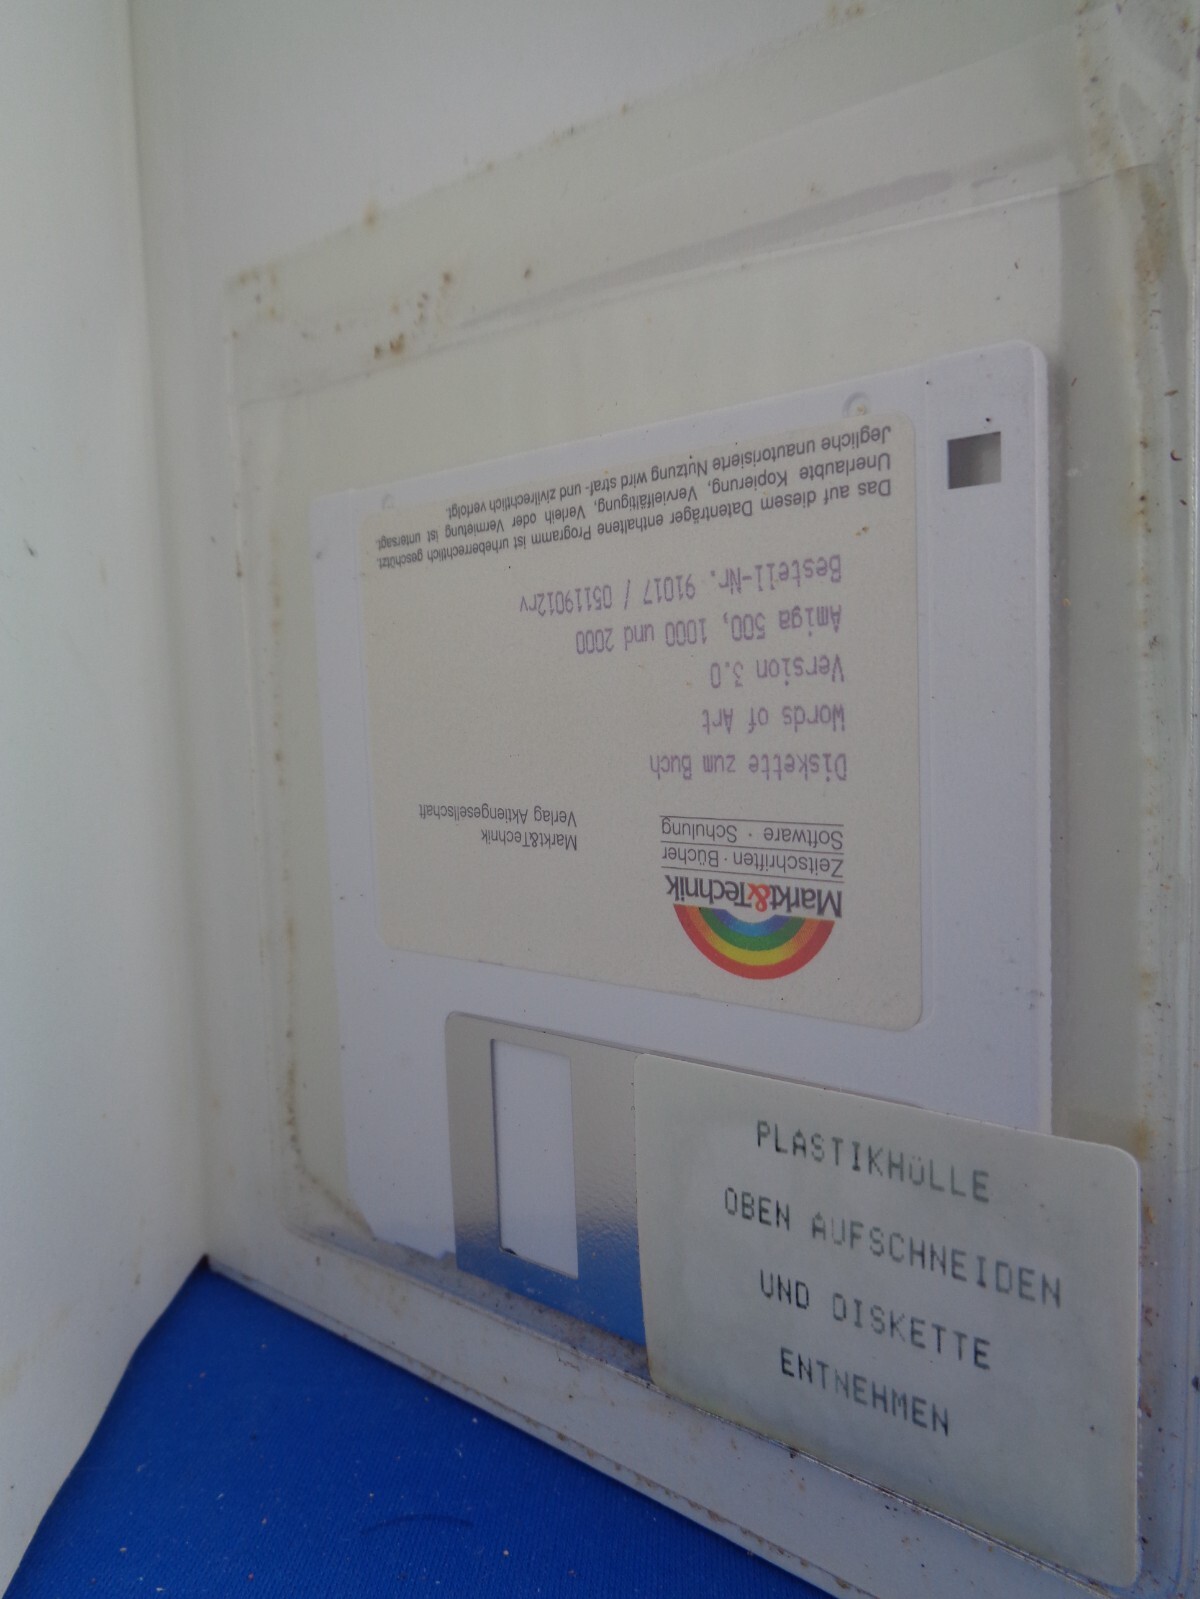 Markt&Technik
Zeitschriften · Bücher
Software · Schulung
Markt&Technik
Verlag Aktiengesellschaft
Diskette zum Buch
Words of Art
Version 3.0
Amiga 500, 1000 und 2000
Bestell-Nr. 91017 / 05119012rv
Das auf diesem Datenträger enthaltene Programm ist urheberrechtlich geschützt.
Unerlaubte Kopierung, Vervielfältigung, Verleih oder Vermietung ist untersagt.
Jegliche unautorisierte Nutzung wird straf- und zivilrechtlich verfolgt.
PLASTIKHÜLLE
OBEN AUFSCHNEIDEN
UND DISKETTE
ENTNEHMEN